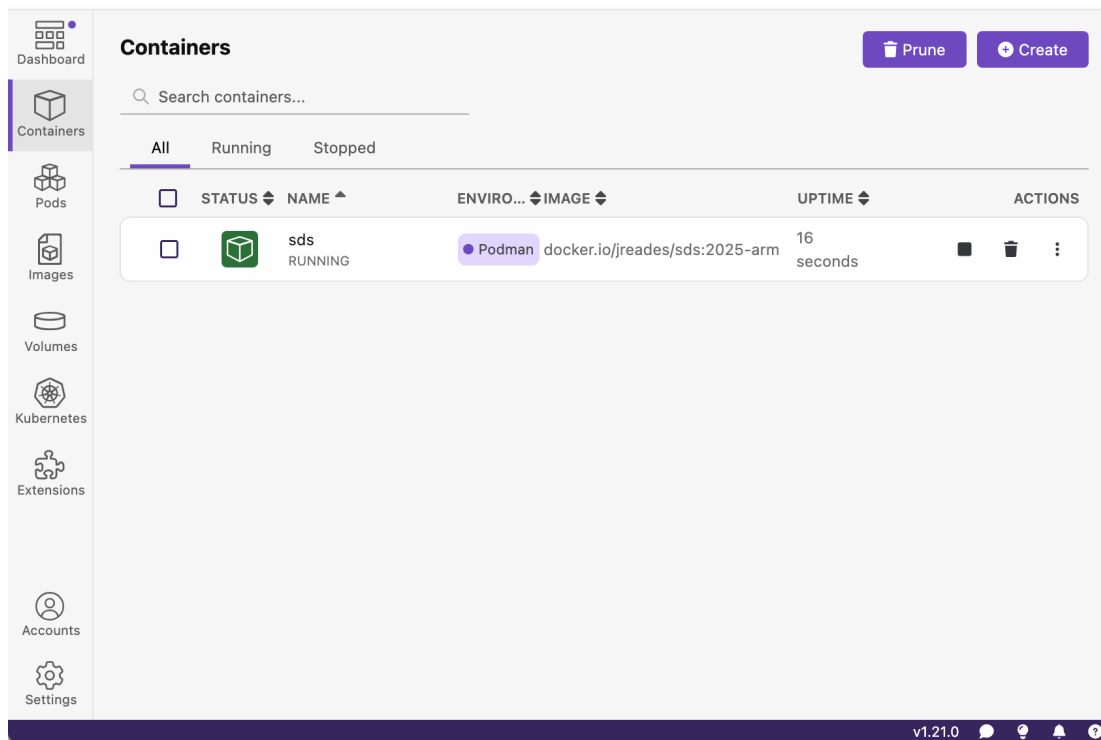 Dashboard
Containers
Pods
Images
Volumes
Kubernetes
Extensions
Accounts
Settings
Containers
Prune
Create
Search containers...
All Running Stopped
STATUS NAME ENVIRO... IMAGE UPTIME ACTIONS
sds
RUNNING
Podman docker.io/jreades/sds:2025-arm
16
seconds
v1.21.0
?